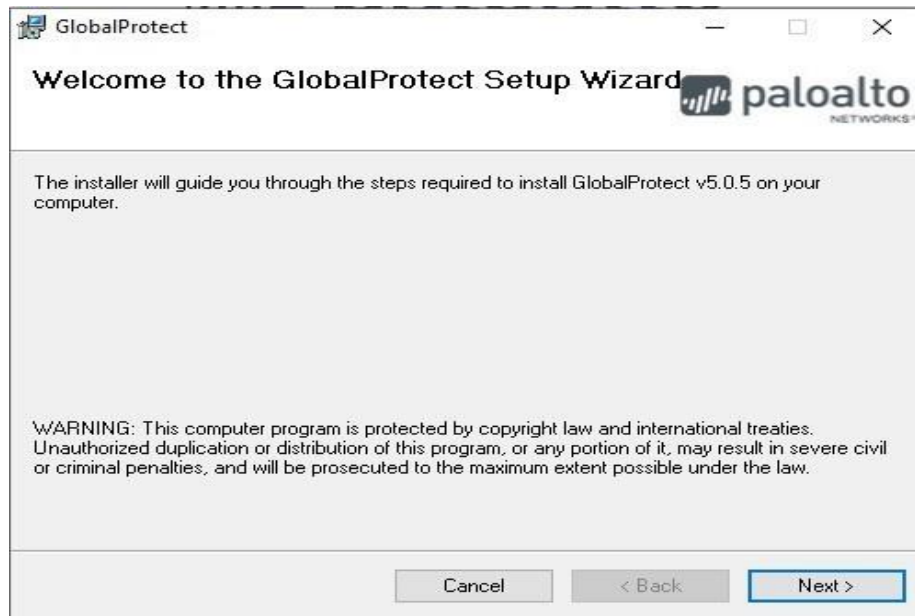 GlobalProtect
Welcome to the GlobalProtect Setup Wizard
paloalto
NETWORKS
The installer will guide you through the steps required to install GlobalProtect v5.0.5 on your
computer.
WARNING: This computer program is protected by copyright law and international treaties.
Unauthorized duplication or distribution of this program, or any portion of it, may result in severe civil
or criminal penalties, and will be prosecuted to the maximum extent possible under the law.
Cancel
< Back
Next >